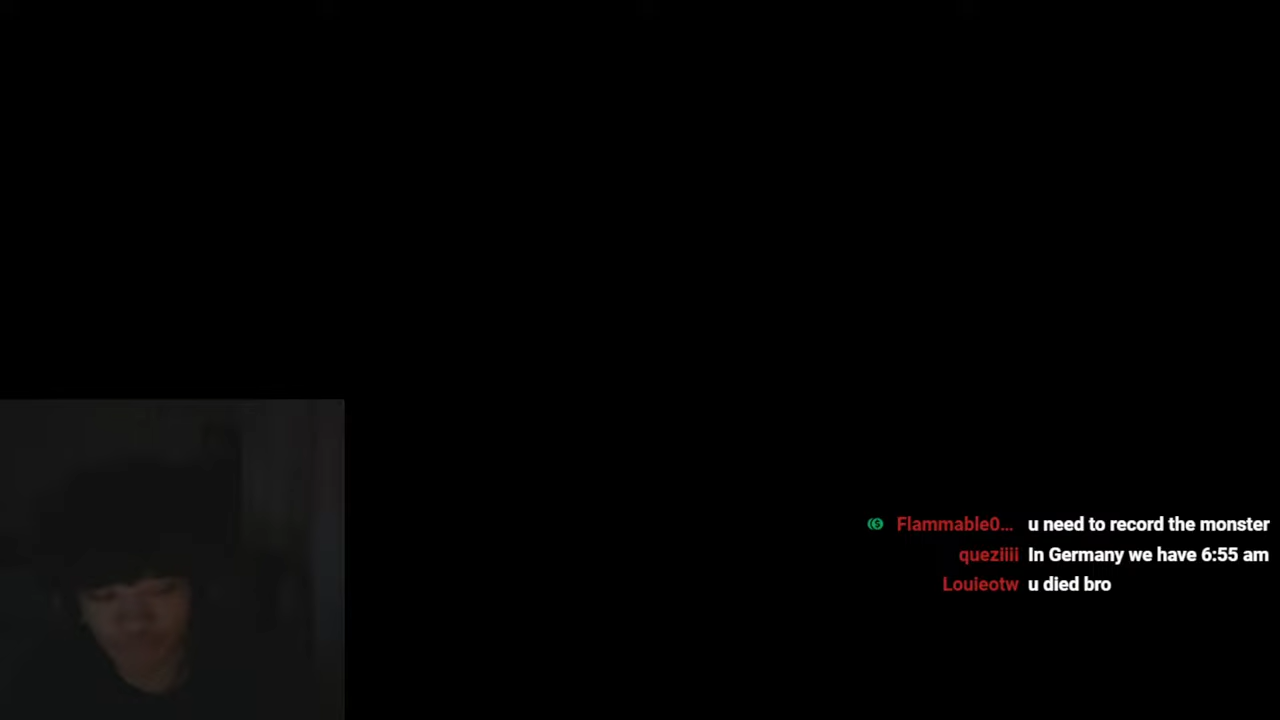 Flammable0... u need to record the monster
queziiii In Germany we have 6:55 am
Louieotw u died bro